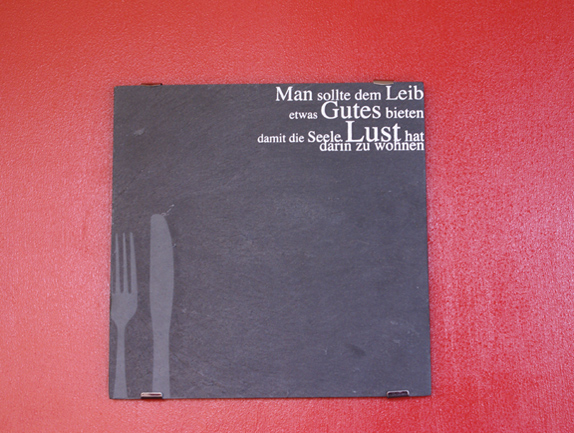 Man sollte dem Leib
etwas Gutes bieten
damit die Seele Lust hat
darin zu wohnen